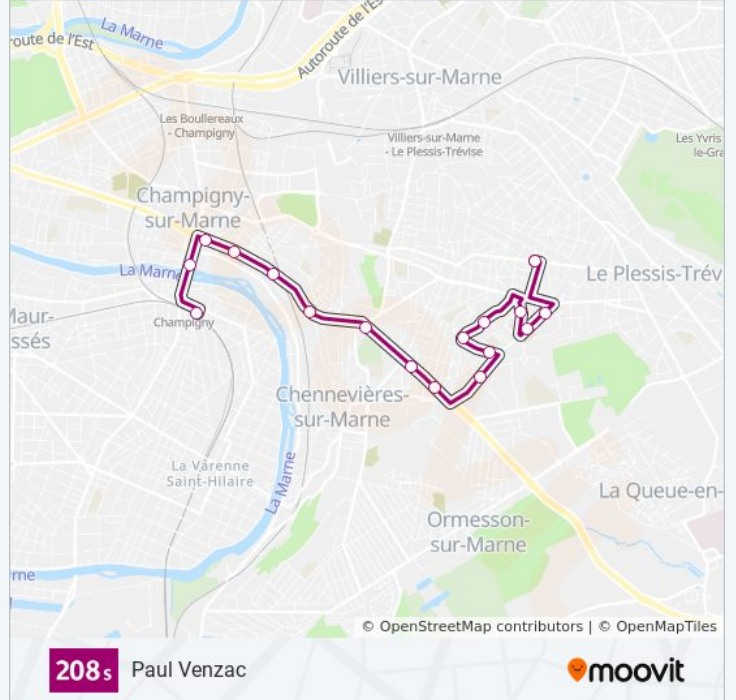 La Marne
route de l'Est
Autoroute de l'Es
Villiers-sur-Marne
Les Boullereaux
- Champigny
Villiers-sur-Marne
- Le Plessis-Trévise
Les Yvris
le-Gra
Champigny-
sur-Marne
La Marne
Le Plessis-Trév
Maur-
ssés
Champigny
Chennevières-
sur-Marne
La Varenne
Saint-Hilaire
La Marne
La Queue-en-
Ormesson-
sur-Marne
rne
© OpenStreetMap contributors | © OpenMapTiles
208s Paul Venzac
moovit